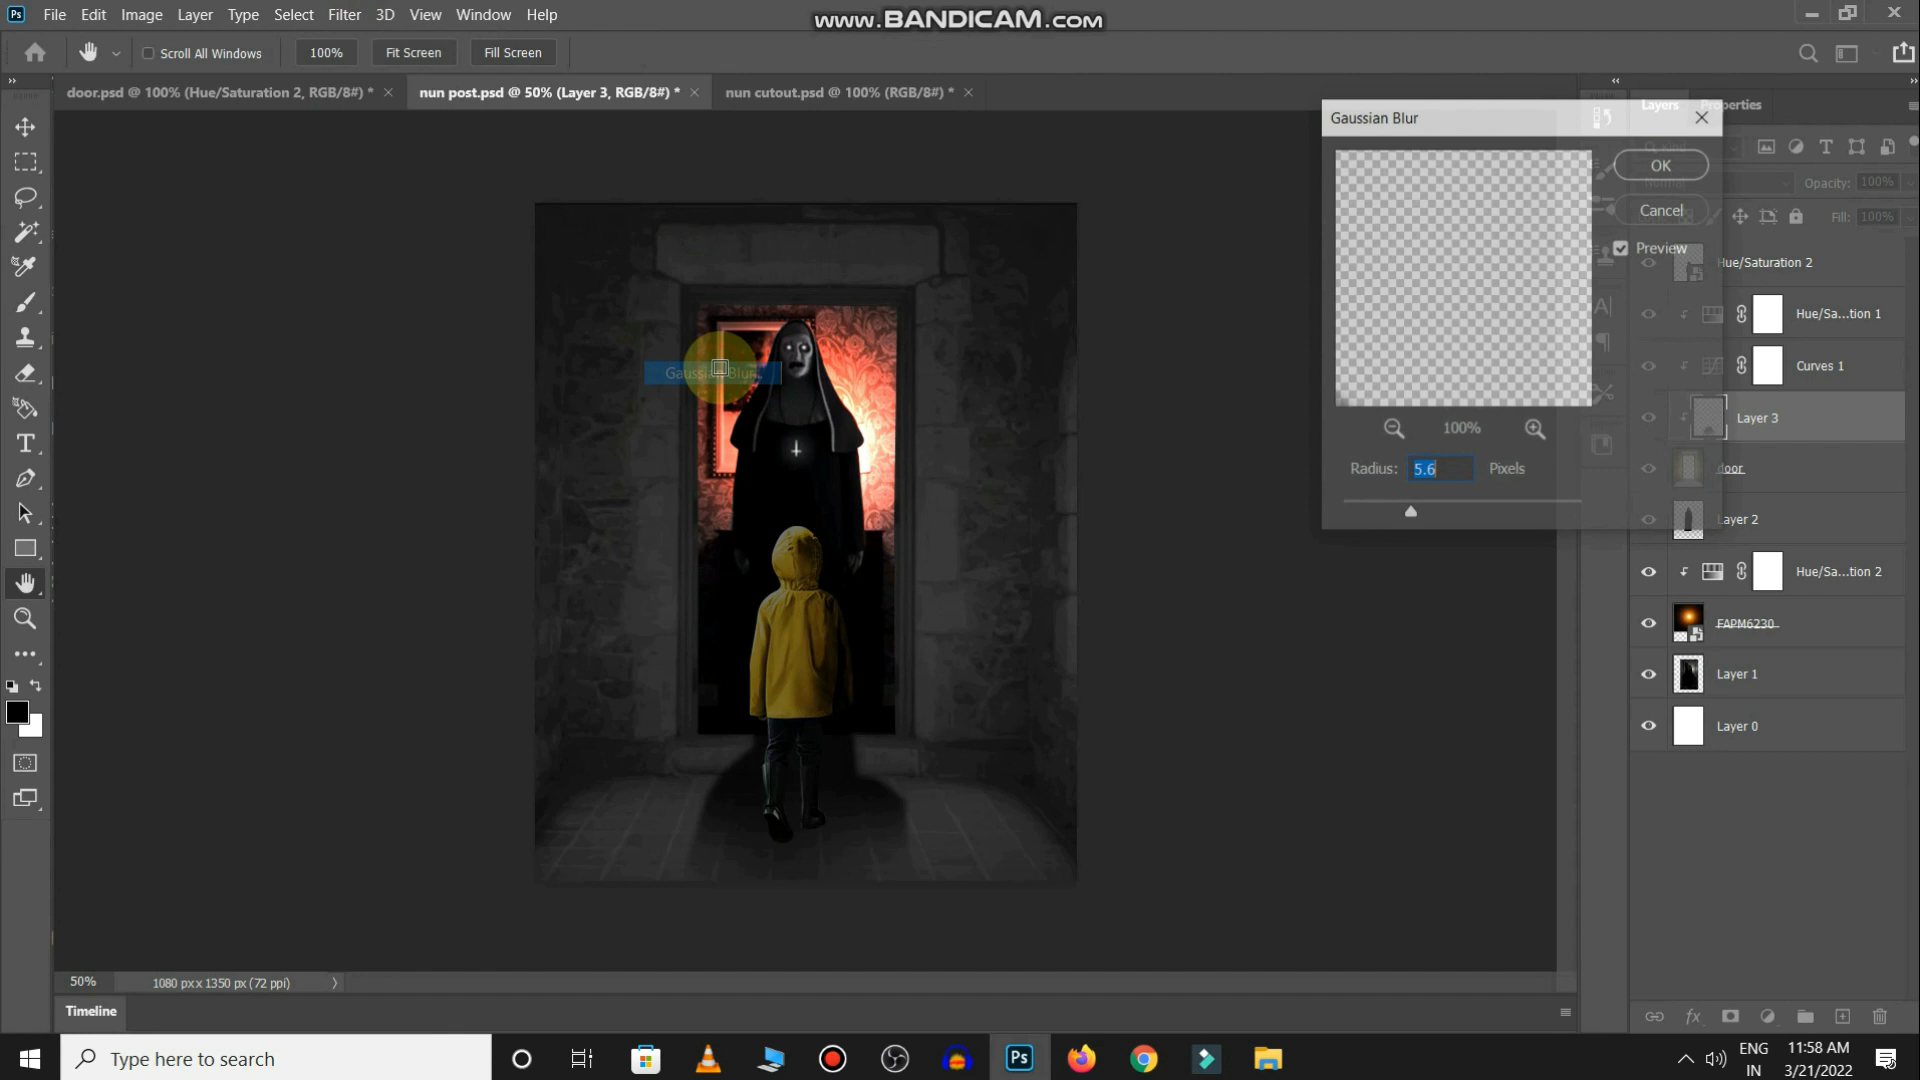 Ps File Edit Image Layer Type Select Filter 3D View Window Help
www.BANDICAM.com
Scroll All Windows 100% Fit Screen Fill Screen
door.psd @ 100% (Hue/Saturation 2, RGB/8#) *
nun post.psd @ 50% (Layer 3, RGB/8#) *
nun cutout.psd @ 100% (RGB/8#) *
Gaussian Blur
OK
Cancel
Preview
100%
Radius: 5.6 Pixels
Gaussian Blur...
Layers Properties
Normal Opacity: 100%
Fill: 100%
Hue/Saturation 2
Hue/Sa...tion 1
Curves 1
Layer 3
door
Layer 2
Hue/Sa...tion 2
FAPM6230
Layer 1
Layer 0
50% 1080 px x 1350 px (72 ppi)
Timeline
Type here to search
Ps
ENG
IN
11:58 AM
3/21/2022